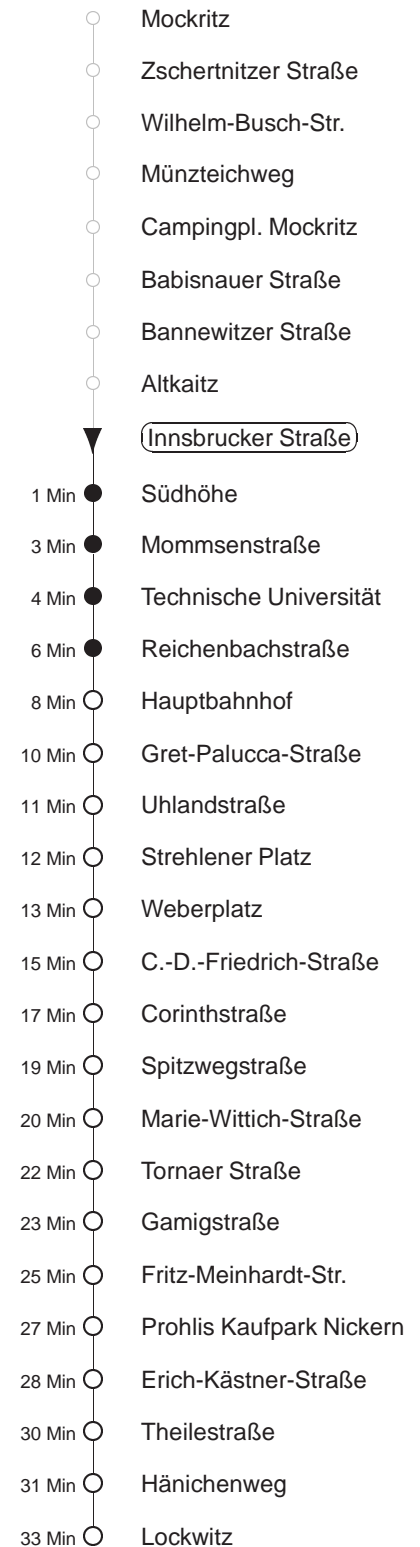 Mockritz
Zschertnitzer Straße
Wilhelm-Busch-Str.
Münzteichweg
Campingpl. Mockritz
Babisnauer Straße
Bannewitzer Straße
Altkaitz
Innsbrucker Straße
1 Min Südhöhe
3 Min Mommsenstraße
4 Min Technische Universität
6 Min Reichenbachstraße
8 Min Hauptbahnhof
10 Min Gret-Palucca-Straße
11 Min Uhlandstraße
12 Min Strehlener Platz
13 Min Weberplatz
15 Min C.-D.-Friedrich-Straße
17 Min Corinthstraße
19 Min Spitzwegstraße
20 Min Marie-Wittich-Straße
22 Min Tornaer Straße
23 Min Gamigstraße
25 Min Fritz-Meinhardt-Str.
27 Min Prohlis Kaufpark Nickern
28 Min Erich-Kästner-Straße
30 Min Theilestraße
31 Min Hänichenweg
33 Min Lockwitz